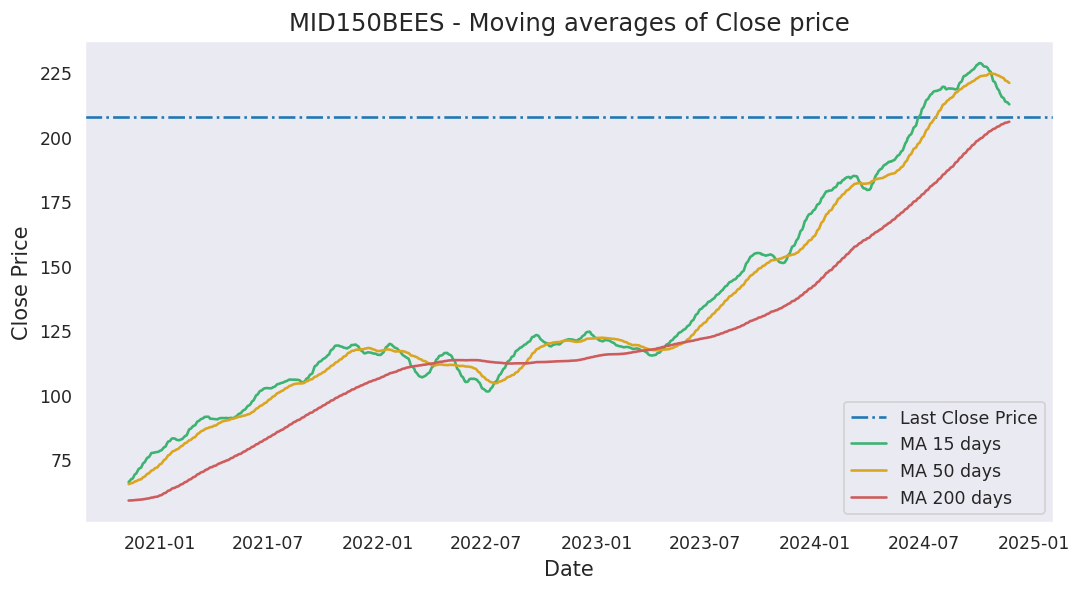 MID150BEES - Moving averages of Close price
Close Price
225
200
175
150
125
100
75
2021-01 2021-07 2022-01 2022-07 2023-01 2023-07 2024-01 2024-07 2025-01
Date
Last Close Price
MA 15 days
MA 50 days
MA 200 days